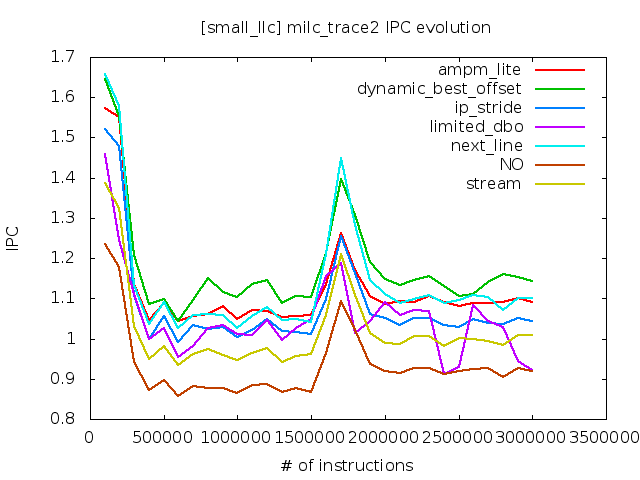 [small_llc] milc_trace2 IPC evolution
1.7
1.6
1.5
1.4
1.3
1.2
1.1
1.0
0.9
0.8
IPC
ampm_lite
dynamic_best_offset
ip_stride
limited_dbo
next_line
NO
stream
0 500000 1000000 1500000 2000000 2500000 3000000 3500000
# of instructions